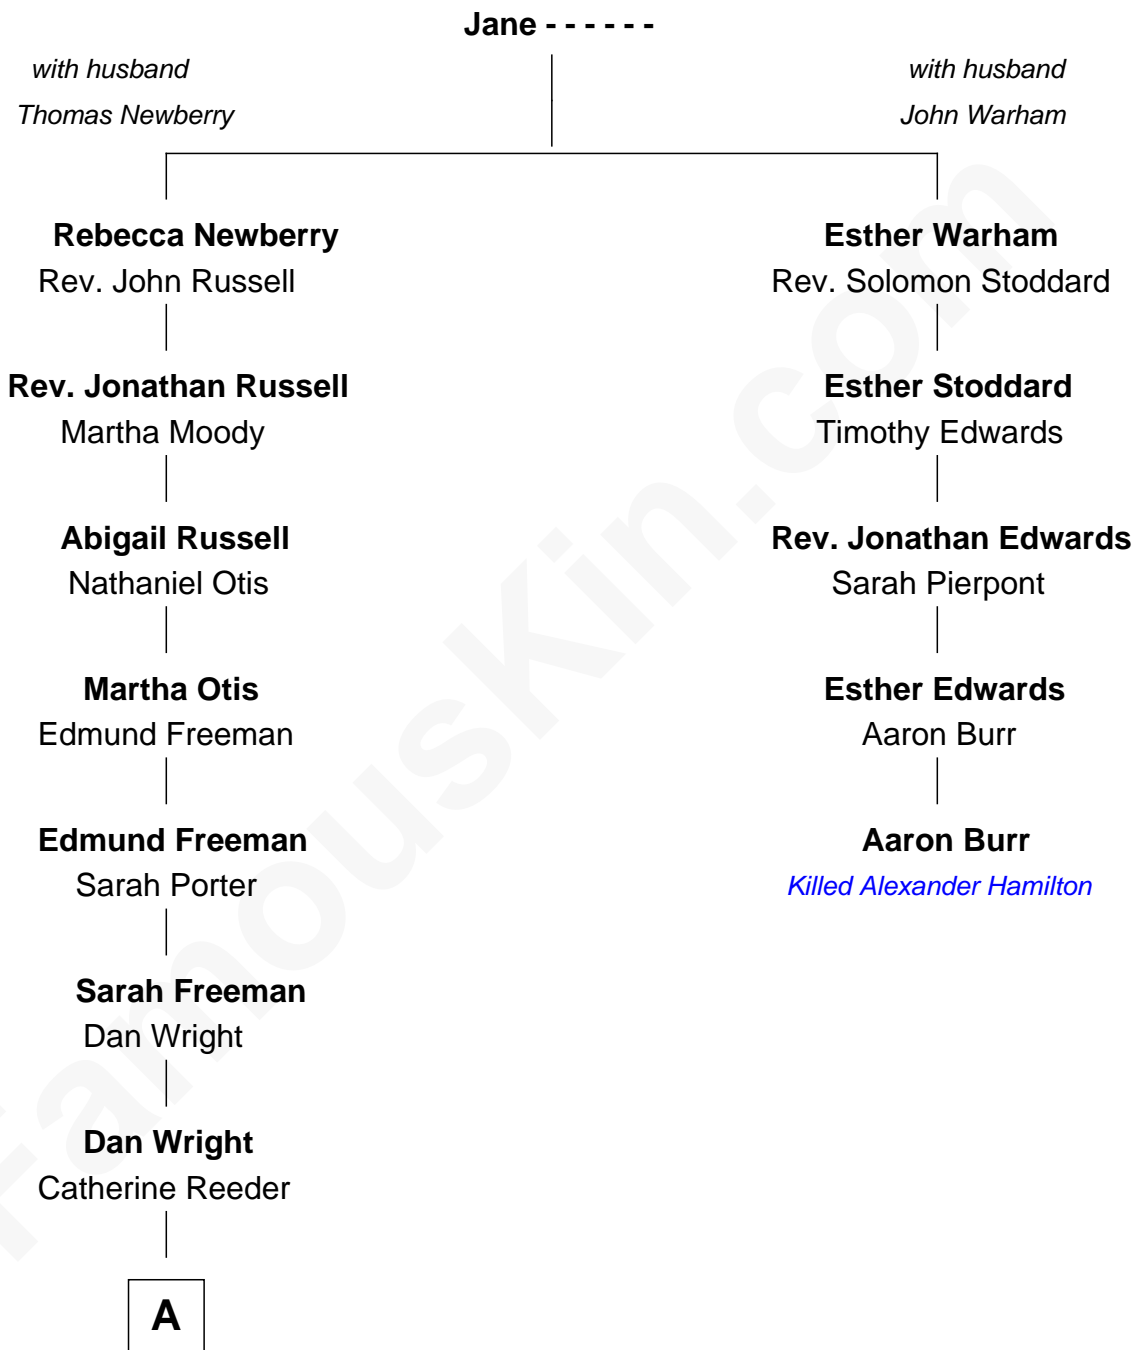 Jane - - - - - -
with husband
Thomas Newberry
with husband
John Warham
Rebecca Newberry
Rev. John Russell
Esther Warham
Rev. Solomon Stoddard
Rev. Jonathan Russell
Martha Moody
Esther Stoddard
Timothy Edwards
Abigail Russell
Nathaniel Otis
Rev. Jonathan Edwards
Sarah Pierpont
Martha Otis
Edmund Freeman
Esther Edwards
Aaron Burr
Edmund Freeman
Sarah Porter
Aaron Burr
Killed Alexander Hamilton
Sarah Freeman
Dan Wright
Dan Wright
Catherine Reeder
A
FamousKin.com